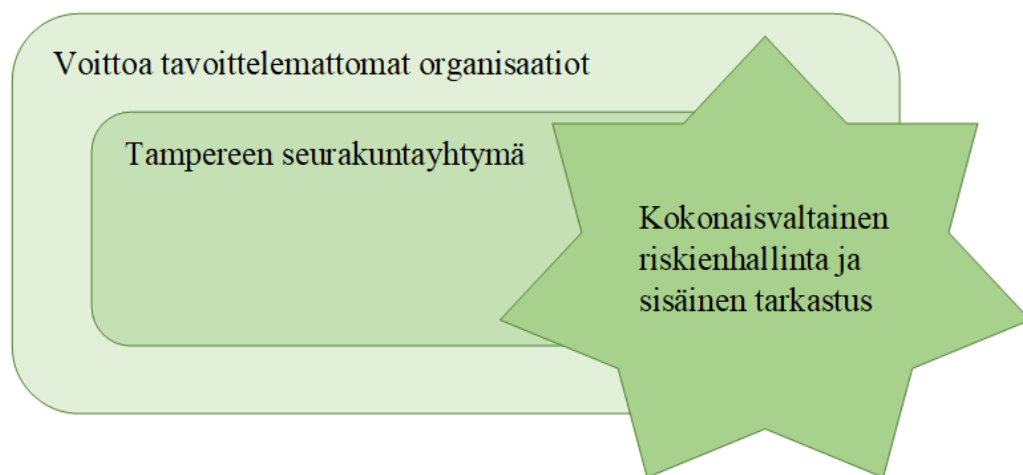 Voittoa tavoittelemattomat organisaatiot
Tampereen seurakuntayhtymä
Kokonaisvaltainen
riskienhallinta ja
sisäinen tarkastus